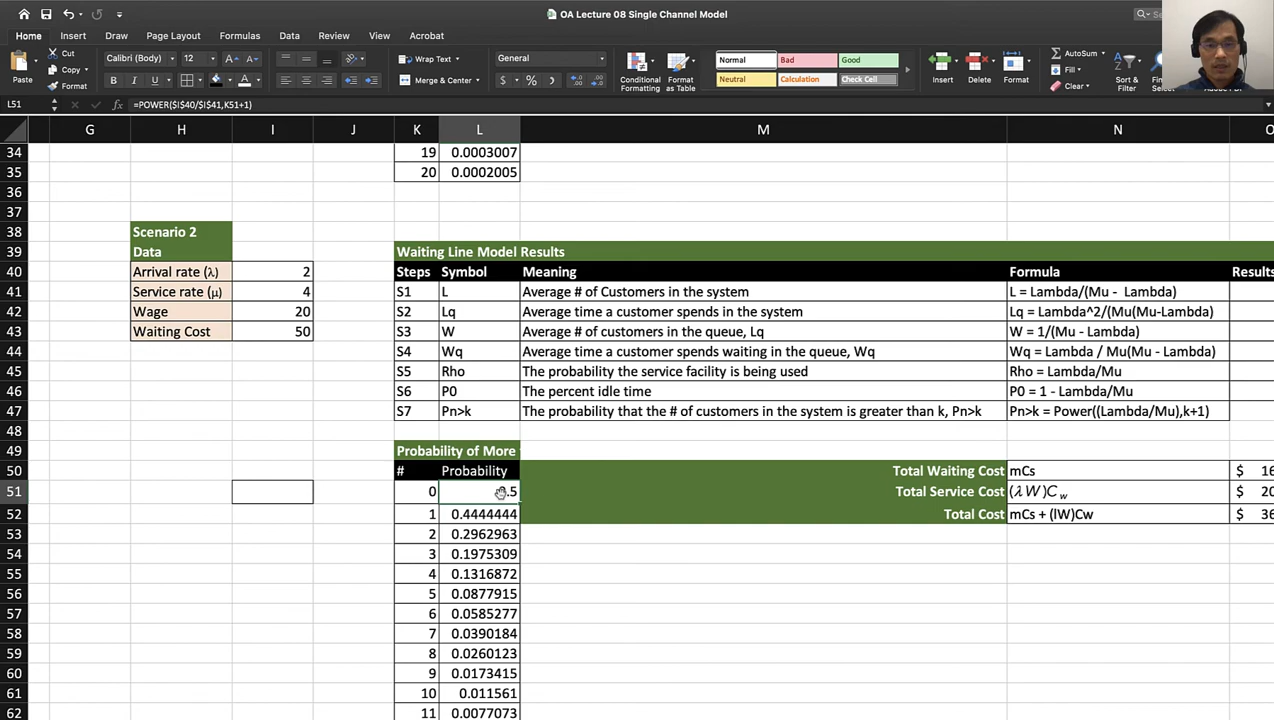 OA Lecture 08 Single Channel Model
Home Insert Draw Page Layout Formulas Data Review View Acrobat
Paste
Cut
Copy
Format
Calibri (Body) 12
B I U
Wrap Text
Merge & Center
General
$ % )
Conditional Formatting
Format as Table
Normal Bad Good
Neutral Calculation Check Cell
Insert Delete Format
AutoSum
Fill
Clear
Sort & Filter
L51 fx =POWER($I$40/$I$41,K51+1)
G H I J K L M N O
34 19 0.0003007
35 20 0.0002005
36
37
38 Scenario 2
39 Data Waiting Line Model Results
40 Arrival rate (λ) 2 Steps Symbol Meaning Formula Results
41 Service rate (μ) 4 S1 L Average # of Customers in the system L = Lambda/(Mu - Lambda)
42 Wage 20 S2 Lq Average time a customer spends in the system Lq = Lambda^2/(Mu(Mu-Lambda)
43 Waiting Cost 50 S3 W Average # of customers in the queue, Lq W = 1/(Mu - Lambda)
44 S4 Wq Average time a customer spends waiting in the queue, Wq Wq = Lambda / Mu(Mu - Lambda)
45 S5 Rho The probability the service facility is being used Rho = Lambda/Mu
46 S6 P0 The percent idle time P0 = 1 - Lambda/Mu
47 S7 Pn>k The probability that the # of customers in the system is greater than k, Pn>k Pn>k = Power((Lambda/Mu),k+1)
48
49 Probability of More
50 # Probability Total Waiting Cost mCs $ 16
51 0 .5 Total Service Cost (λW)Cw $ 20
52 1 0.4444444 Total Cost mCs + (lW)Cw $ 36
53 2 0.2962963
54 3 0.1975309
55 4 0.1316872
56 5 0.0877915
57 6 0.0585277
58 7 0.0390184
59 8 0.0260123
60 9 0.0173415
61 10 0.011561
62 11 0.0077073